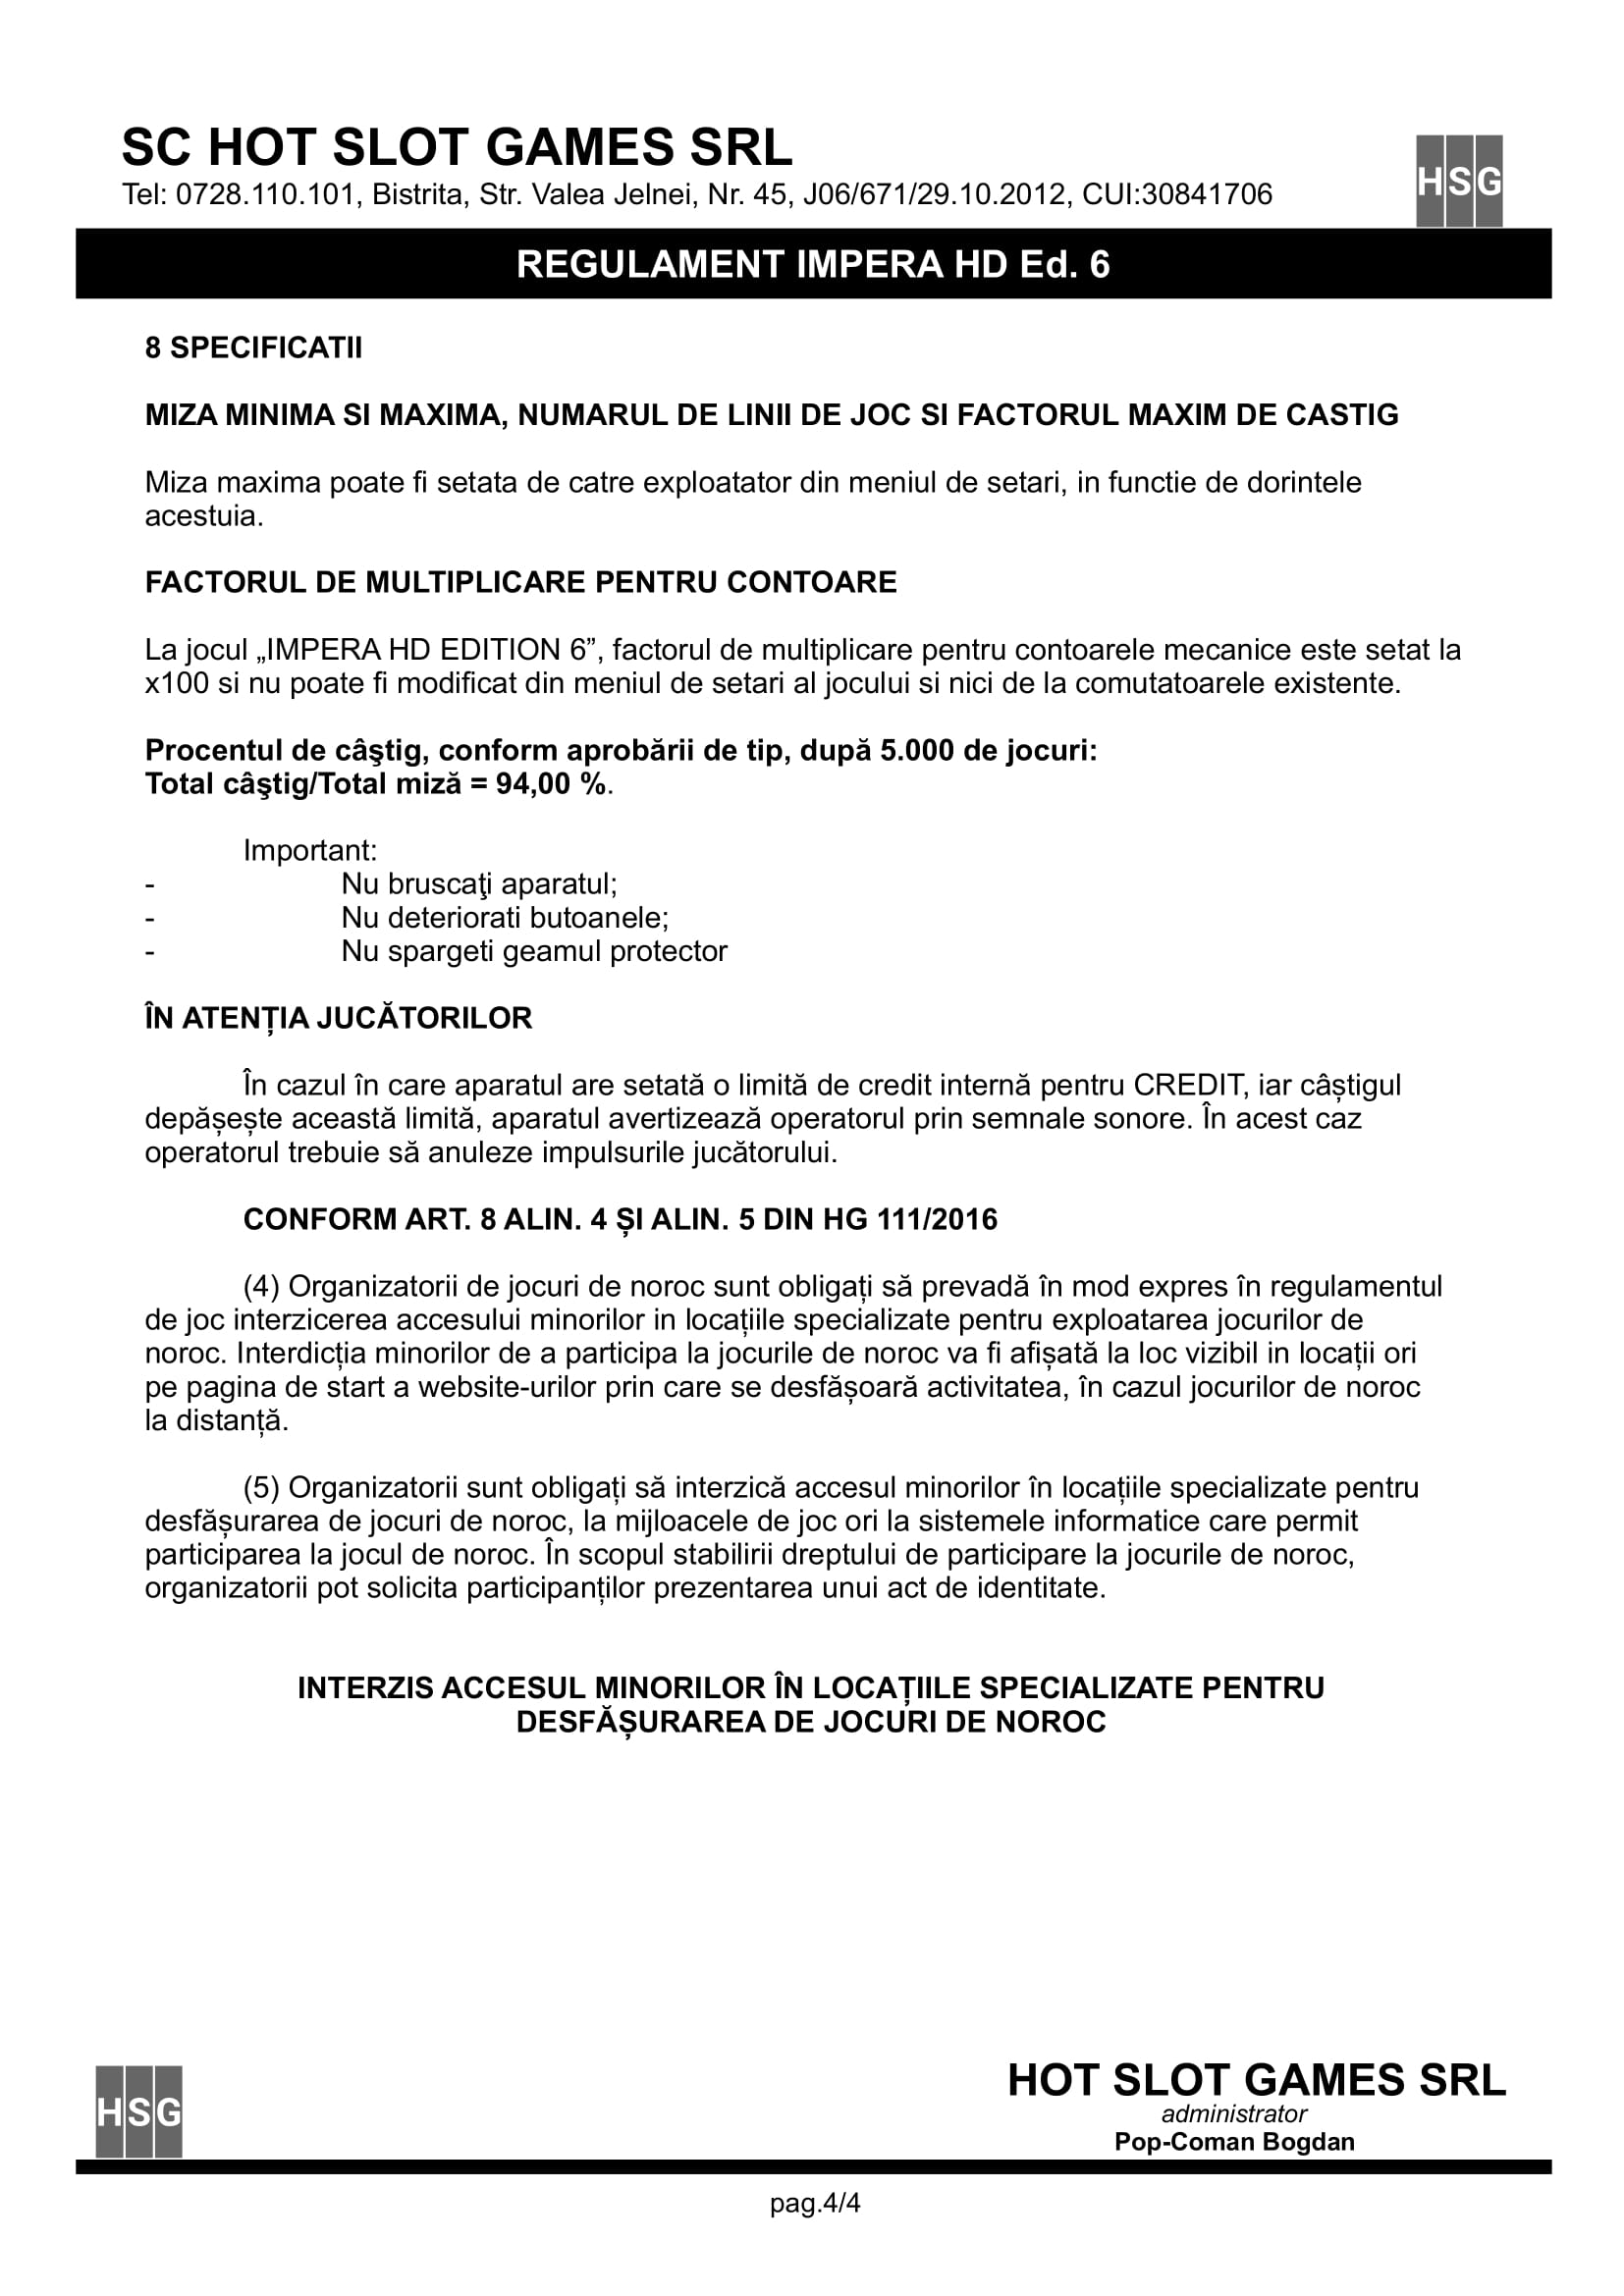 SC HOT SLOT GAMES SRL
Tel: 0728.110.101, Bistrita, Str. Valea Jelnei, Nr. 45, J06/671/29.10.2012, CUI:30841706
HSG
REGULAMENT IMPERA HD Ed. 6
8 SPECIFICATII
MIZA MINIMA SI MAXIMA, NUMARUL DE LINII DE JOC SI FACTORUL MAXIM DE CASTIG
Miza maxima poate fi setata de catre exploatator din meniul de setari, in functie de dorintele
acestuia.
FACTORUL DE MULTIPLICARE PENTRU CONTOARE
La jocul „IMPERA HD EDITION 6”, factorul de multiplicare pentru contoarele mecanice este setat la
x100 si nu poate fi modificat din meniul de setari al jocului si nici de la comutatoarele existente.
Procentul de câştig, conform aprobării de tip, după 5.000 de jocuri:
Total câştig/Total miză = 94,00 %.
Important:
- Nu bruscaţi aparatul;
- Nu deteriorati butoanele;
- Nu spargeti geamul protector
ÎN ATENȚIA JUCĂTORILOR
În cazul în care aparatul are setată o limită de credit internă pentru CREDIT, iar câștigul
depășește această limită, aparatul avertizează operatorul prin semnale sonore. În acest caz
operatorul trebuie să anuleze impulsurile jucătorului.
CONFORM ART. 8 ALIN. 4 ȘI ALIN. 5 DIN HG 111/2016
(4) Organizatorii de jocuri de noroc sunt obligați să prevadă în mod expres în regulamentul
de joc interzicerea accesului minorilor in locațiile specializate pentru exploatarea jocurilor de
noroc. Interdicția minorilor de a participa la jocurile de noroc va fi afișată la loc vizibil in locații ori
pe pagina de start a website-urilor prin care se desfășoară activitatea, în cazul jocurilor de noroc
la distanță.
(5) Organizatorii sunt obligați să interzică accesul minorilor în locațiile specializate pentru
desfășurarea de jocuri de noroc, la mijloacele de joc ori la sistemele informatice care permit
participarea la jocul de noroc. În scopul stabilirii dreptului de participare la jocurile de noroc,
organizatorii pot solicita participanților prezentarea unui act de identitate.
INTERZIS ACCESUL MINORILOR ÎN LOCAȚIILE SPECIALIZATE PENTRU
DESFĂȘURAREA DE JOCURI DE NOROC
HSG
HOT SLOT GAMES SRL
administrator
Pop-Coman Bogdan
pag.4/4